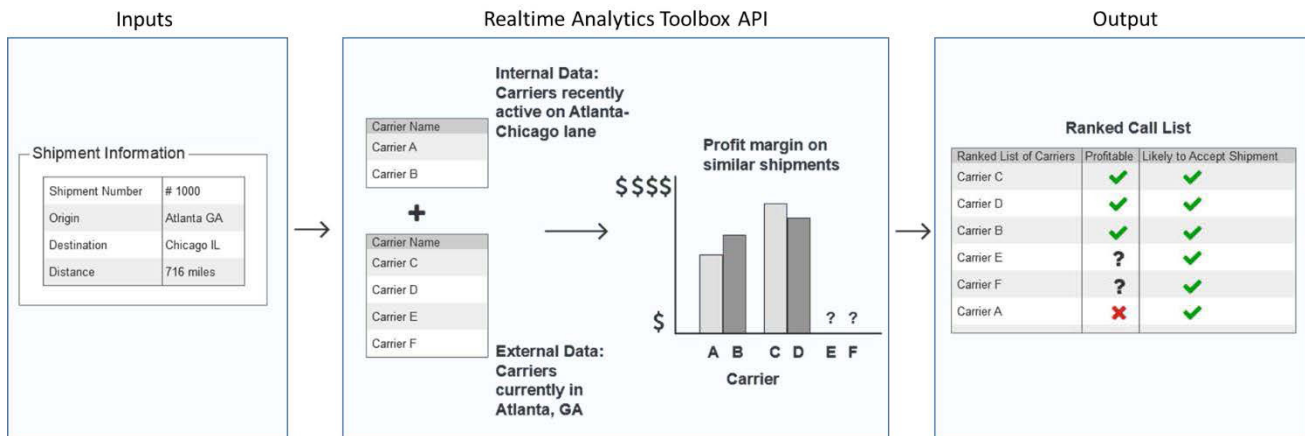 Inputs
Realtime Analytics Toolbox API
Output
Shipment Information
Shipment Number # 1000
Origin Atlanta GA
Destination Chicago IL
Distance 716 miles
Internal Data:
Carriers recently
active on Atlanta-
Chicago lane
Carrier Name
Carrier A
Carrier B
+
Carrier Name
Carrier C
Carrier D
Carrier E
Carrier F
External Data:
Carriers
currently in
Atlanta, GA
Profit margin on
similar shipments
$$$$
$
? ?
A B C D E F
Carrier
Ranked Call List
Ranked List of Carriers Profitable Likely to Accept Shipment
Carrier C ✔ ✔
Carrier D ✔ ✔
Carrier B ✔ ✔
Carrier E ? ✔
Carrier F ? ✔
Carrier A ✖ ✔